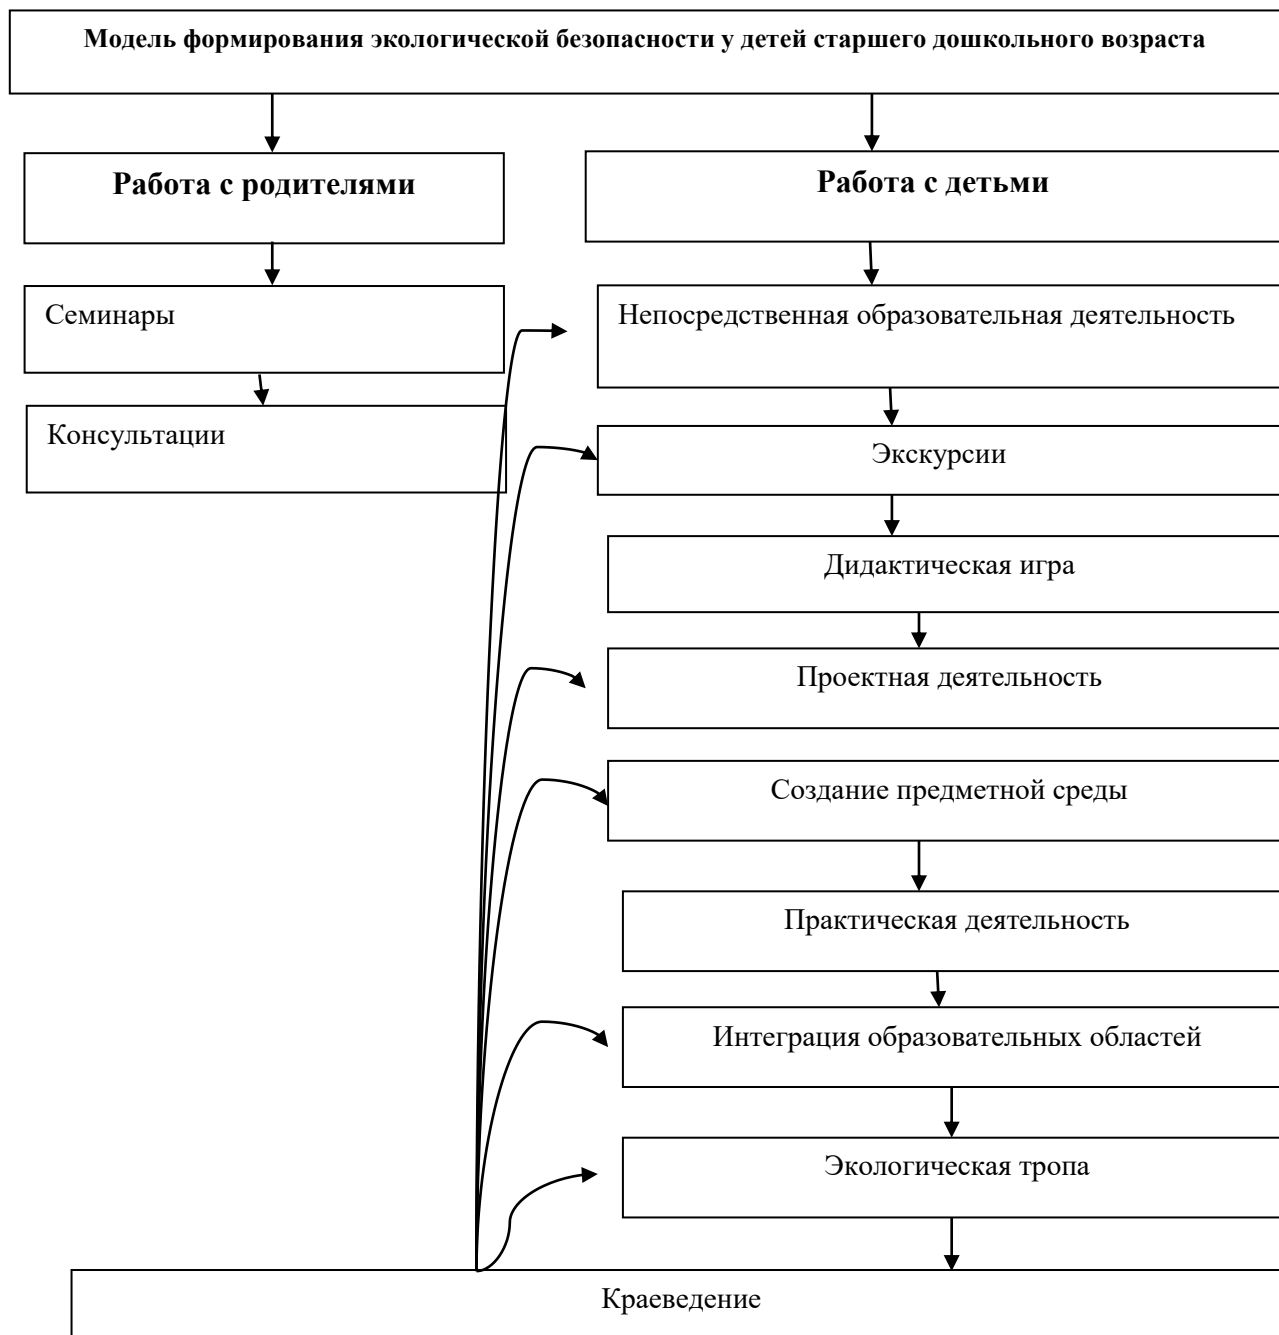 Модель формирования экологической безопасности у детей старшего дошкольного возраста
Работа с родителями
Работа с детьми
Семинары
Непосредственная образовательная деятельность
Консультации
Экскурсии
Дидактическая игра
Проектная деятельность
Создание предметной среды
Практическая деятельность
Интеграция образовательных областей
Экологическая тропа
Краеведение